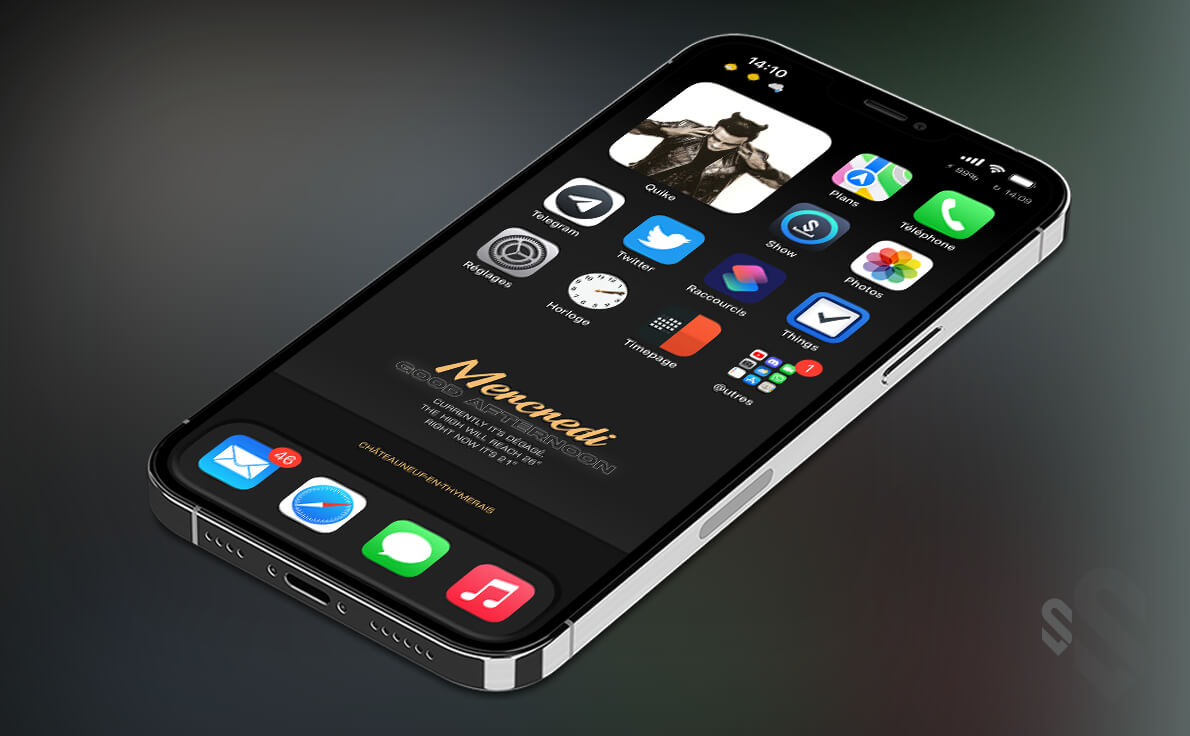 14:10
99%
14:09
Quike
Plans
Téléphone
Telegram
Twitter
Show
Photos
Réglages
Horloge
Raccourcis
Things
Timepage
@utres
1
Mercredi
GOOD AFTERNOON
CURRENTLY IT'S DÉGAGÉ.
THE HIGH WILL REACH 26°
RIGHT NOW IT'S 21°
CHÂTEAUNEUF-EN-THYMERAIS
46